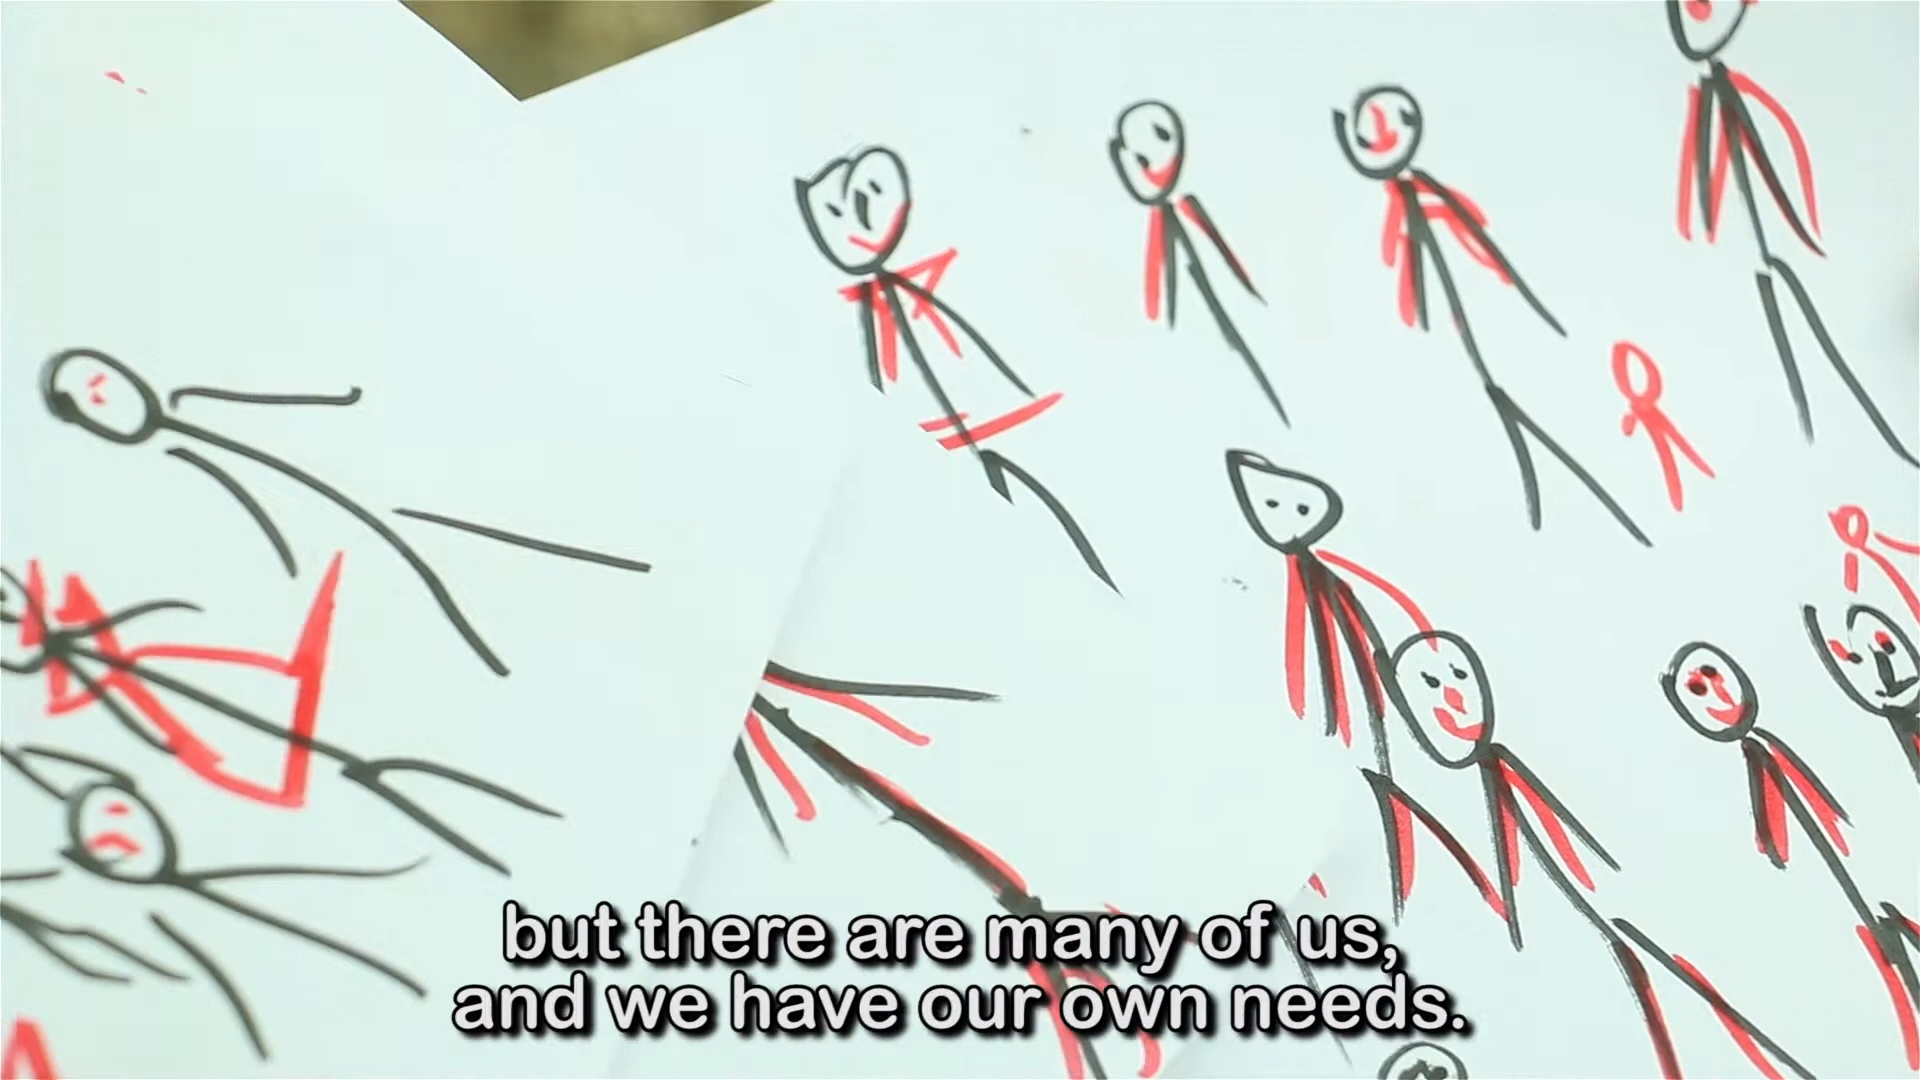 but there are many of us,
and we have our own needs.